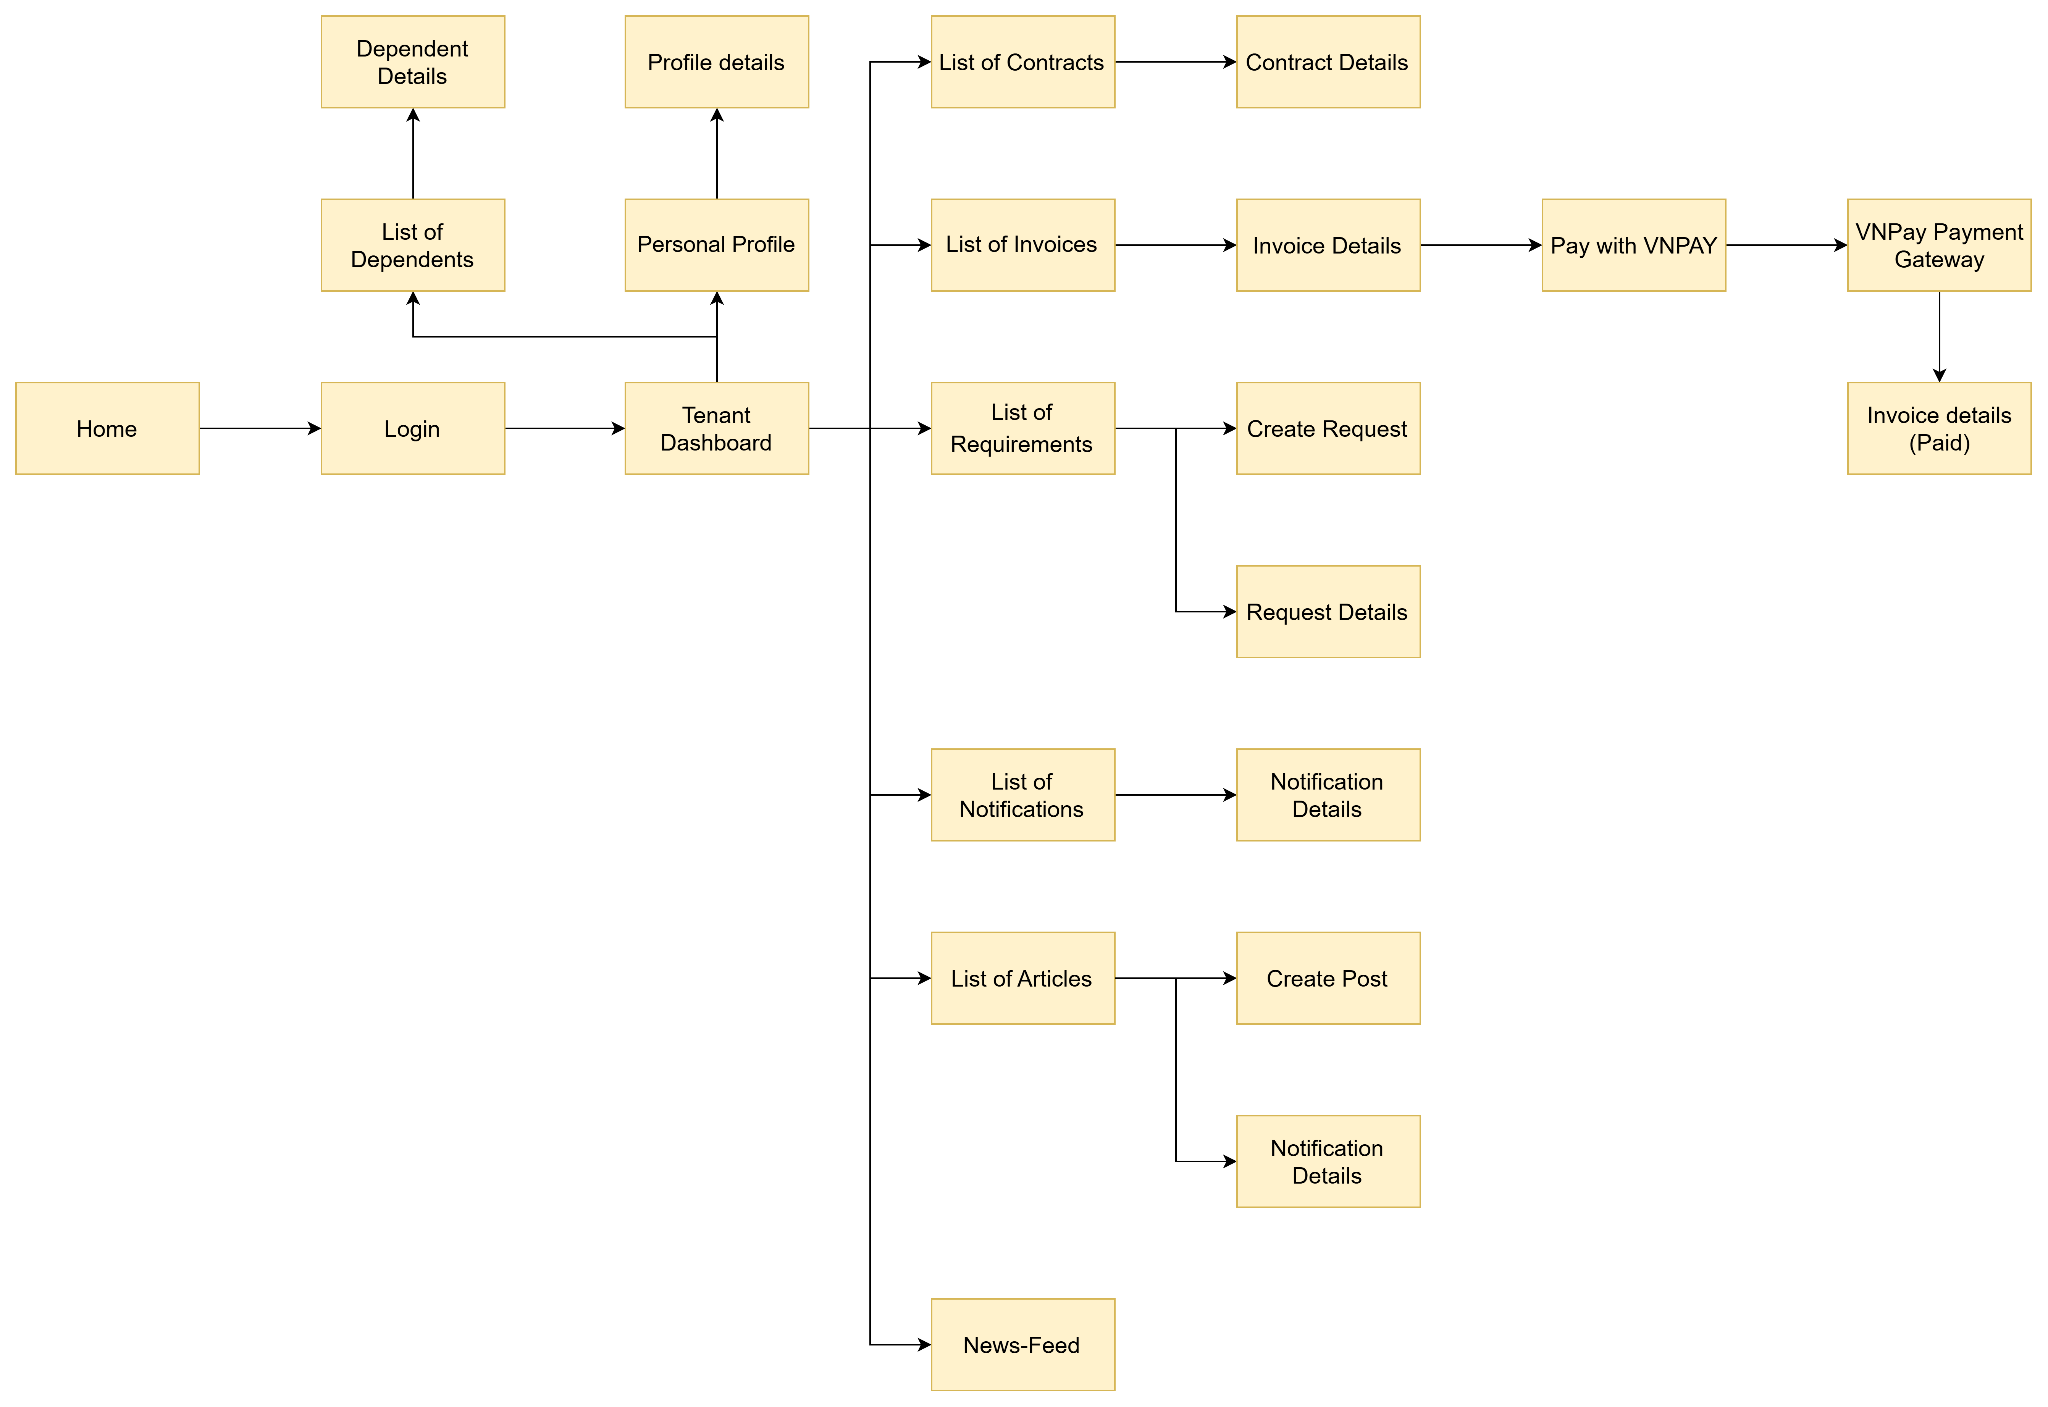 Dependent
Details
Profile details
List of Contracts
Contract Details
List of
Dependents
Personal Profile
List of Invoices
Invoice Details
Pay with VNPAY
VNPay Payment
Gateway
Home
Login
Tenant
Dashboard
List of
Requirements
Create Request
Invoice details
(Paid)
Request Details
List of
Notifications
Notification
Details
List of Articles
Create Post
Notification
Details
News-Feed